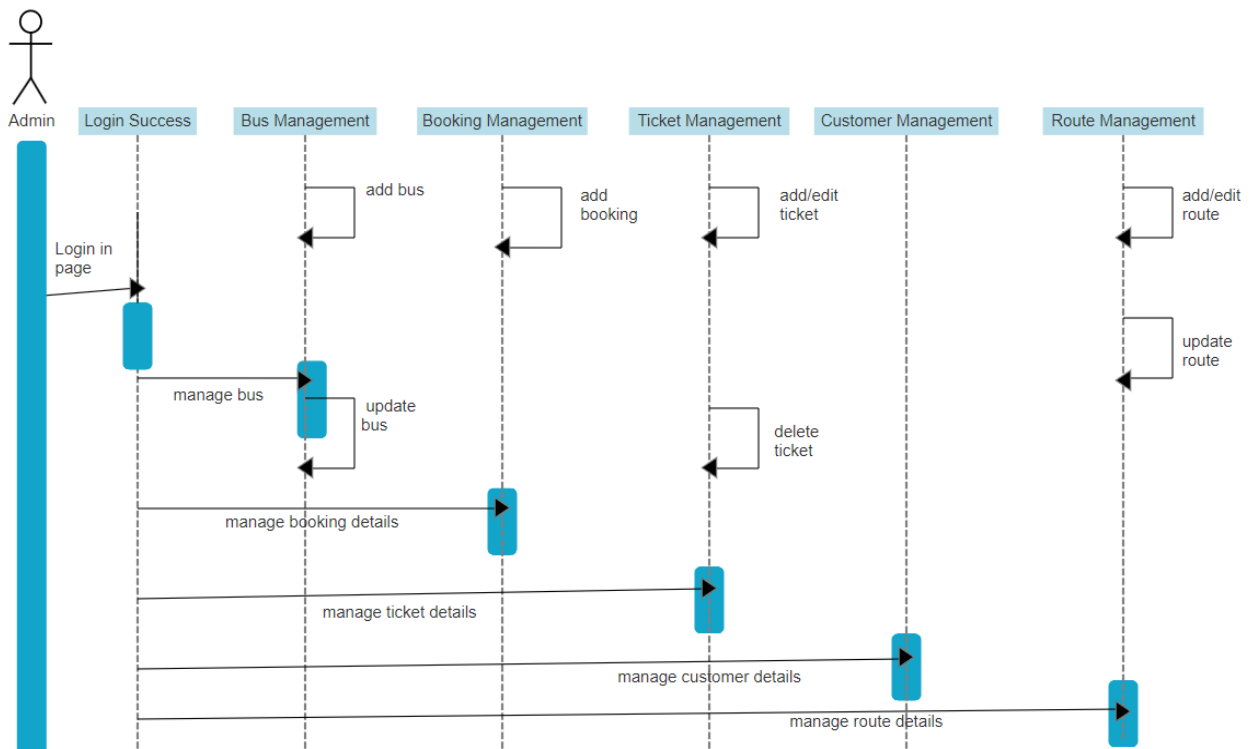 Admin
Login Success
Bus Management
Booking Management
Ticket Management
Customer Management
Route Management
add bus
add
booking
add/edit
ticket
add/edit
route
Login in
page
update
route
manage bus
update
bus
delete
ticket
manage booking details
manage ticket details
manage customer details
manage route details